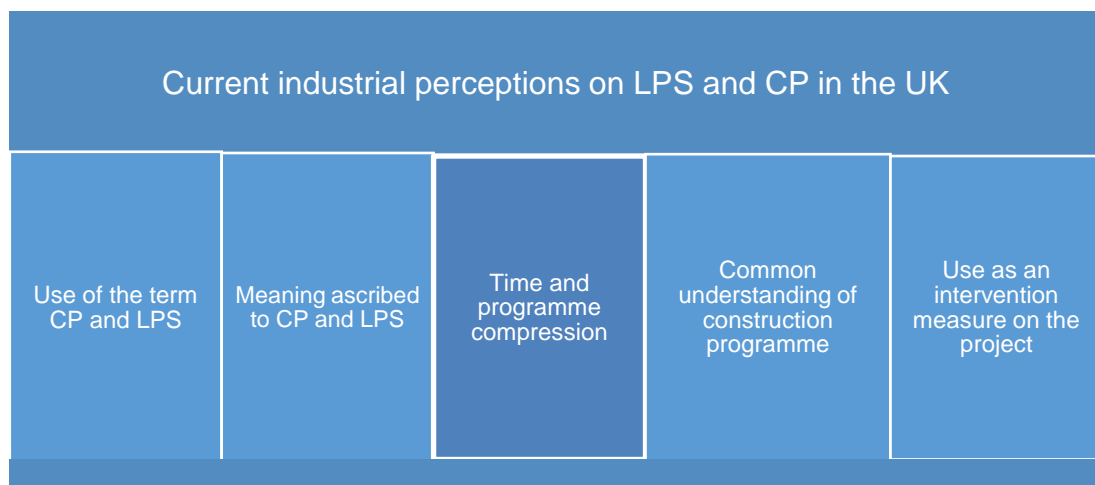 Current industrial perceptions on LPS and CP in the UK
Use of the term
CP and LPS
Meaning ascribed
to CP and LPS
Time and
programme
compression
Common
understanding of
construction
programme
Use as an
intervention
measure on the
project